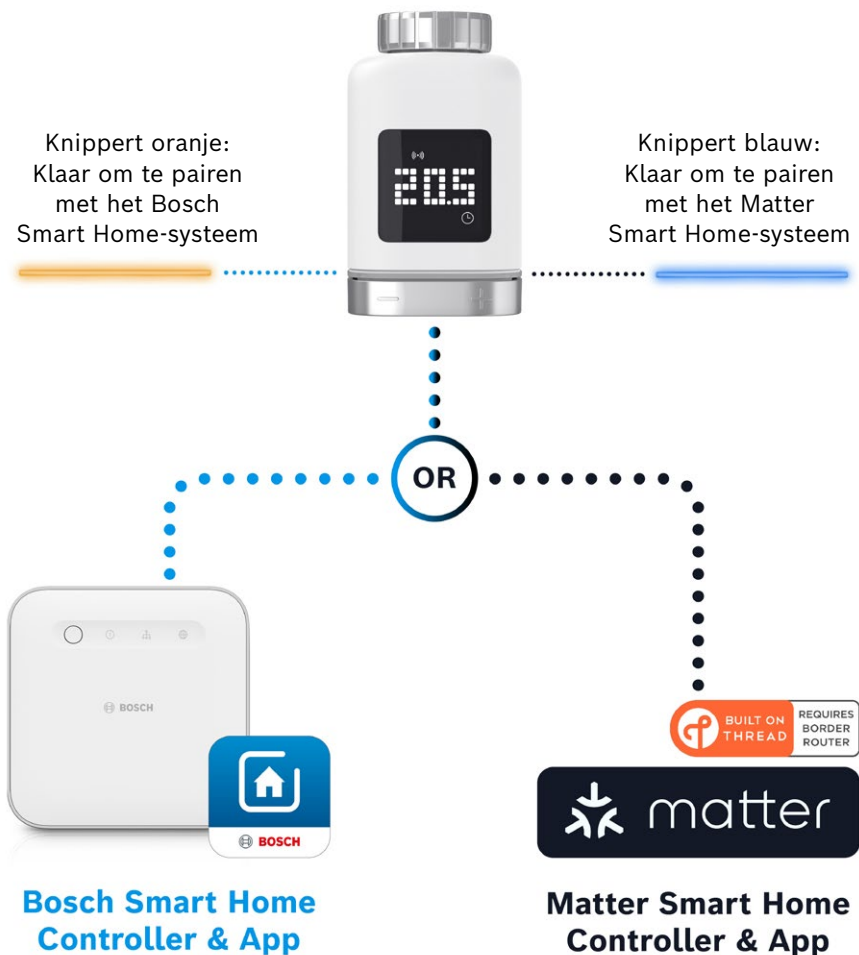 Knippert oranje:
Klaar om te pairen
met het Bosch
Smart Home-systeem
20.5
Knippert blauw:
Klaar om te pairen
met het Matter
Smart Home-systeem
OR
BOSCH
BOSCH
Bosch Smart Home
Controller & App
BUILT ON
THREAD
REQUIRES
BORDER
ROUTER
matter
Matter Smart Home
Controller & App